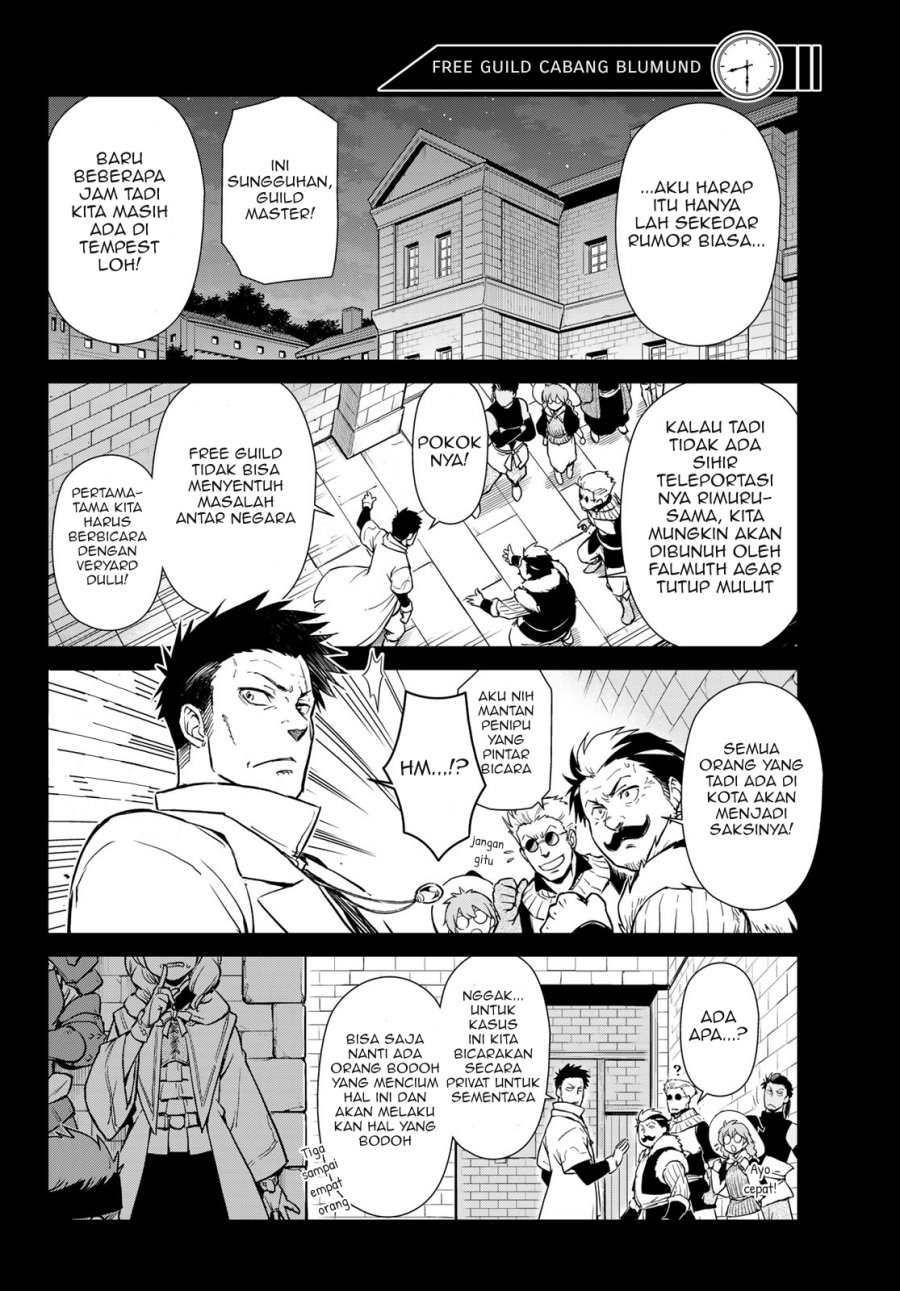 FREE GUILD CABANG BLUMUND
...AKU HARAP
ITU HANYA
LAH SEKEDAR
RUMOR BIASA...
INI
SUNGGUHAN,
GUILD
MASTER!
BARU
BEBERAPA
JAM TADI
KITA MASIH
ADA DI
TEMPEST
LOH!
KALAU TADI
TIDAK ADA
SIHIR
TELEPORTASI
NYA RIMURU-
SAMA, KITA
MUNGKIN AKAN
DIBUNUH OLEH
FALMUTH AGAR
TUTUP MULUT
POKOK
NYA!
FREE GUILD
TIDAK BISA
MENYENTUH
MASALAH
ANTAR NEGARA
PERTAMA-
TAMA KITA
HARUS
BERBICARA
DENGAN
VERYARD
DULU!
SEMUA
ORANG YANG
TADI ADA DI
KOTA AKAN
MENJADI
SAKSINYA!
AKU NIH
MANTAN
PENIPU
YANG
PINTAR
BICARA
jangan
gitu
HM...!?
ADA
APA...?
?
Ayo
cepat!
NGGAK...
UNTUK
KASUS
INI KITA
BICARAKAN
SECARA
PRIVAT UNTUK
SEMENTARA
BISA SAJA
NANTI ADA
ORANG BODOH
YANG MENCIUM
HAL INI DAN
AKAN MELAKU
KAN HAL YANG
BODOH
Tiga
sampai
empat
orang